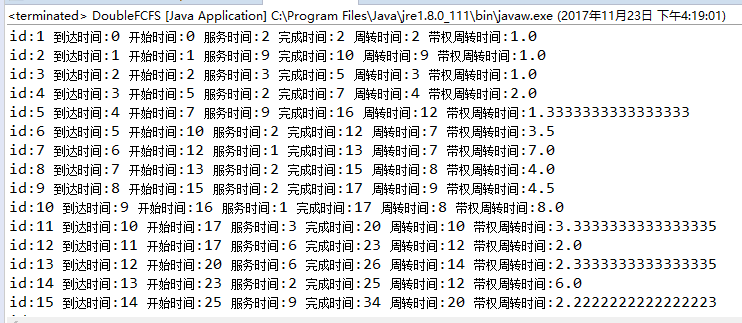 <terminated> DoubleFCFS [Java Application] C:\Program Files\Java\jre1.8.0_111\bin\javaw.exe (2017年11月23日 下午4:19:01)
id:1 到达时间:0 开始时间:0 服务时间:2 完成时间:2 周转时间:2 带权周转时间:1.0
id:2 到达时间:1 开始时间:1 服务时间:9 完成时间:10 周转时间:9 带权周转时间:1.0
id:3 到达时间:2 开始时间:2 服务时间:3 完成时间:5 周转时间:3 带权周转时间:1.0
id:4 到达时间:3 开始时间:5 服务时间:2 完成时间:7 周转时间:4 带权周转时间:2.0
id:5 到达时间:4 开始时间:7 服务时间:9 完成时间:16 周转时间:12 带权周转时间:1.3333333333333333
id:6 到达时间:5 开始时间:10 服务时间:2 完成时间:12 周转时间:7 带权周转时间:3.5
id:7 到达时间:6 开始时间:12 服务时间:1 完成时间:13 周转时间:7 带权周转时间:7.0
id:8 到达时间:7 开始时间:13 服务时间:2 完成时间:15 周转时间:8 带权周转时间:4.0
id:9 到达时间:8 开始时间:15 服务时间:2 完成时间:17 周转时间:9 带权周转时间:4.5
id:10 到达时间:9 开始时间:16 服务时间:1 完成时间:17 周转时间:8 带权周转时间:8.0
id:11 到达时间:10 开始时间:17 服务时间:3 完成时间:20 周转时间:10 带权周转时间:3.3333333333333335
id:12 到达时间:11 开始时间:17 服务时间:6 完成时间:23 周转时间:12 带权周转时间:2.0
id:13 到达时间:12 开始时间:20 服务时间:6 完成时间:26 周转时间:14 带权周转时间:2.3333333333333335
id:14 到达时间:13 开始时间:23 服务时间:2 完成时间:25 周转时间:12 带权周转时间:6.0
id:15 到达时间:14 开始时间:25 服务时间:9 完成时间:34 周转时间:20 带权周转时间:2.2222222222222223